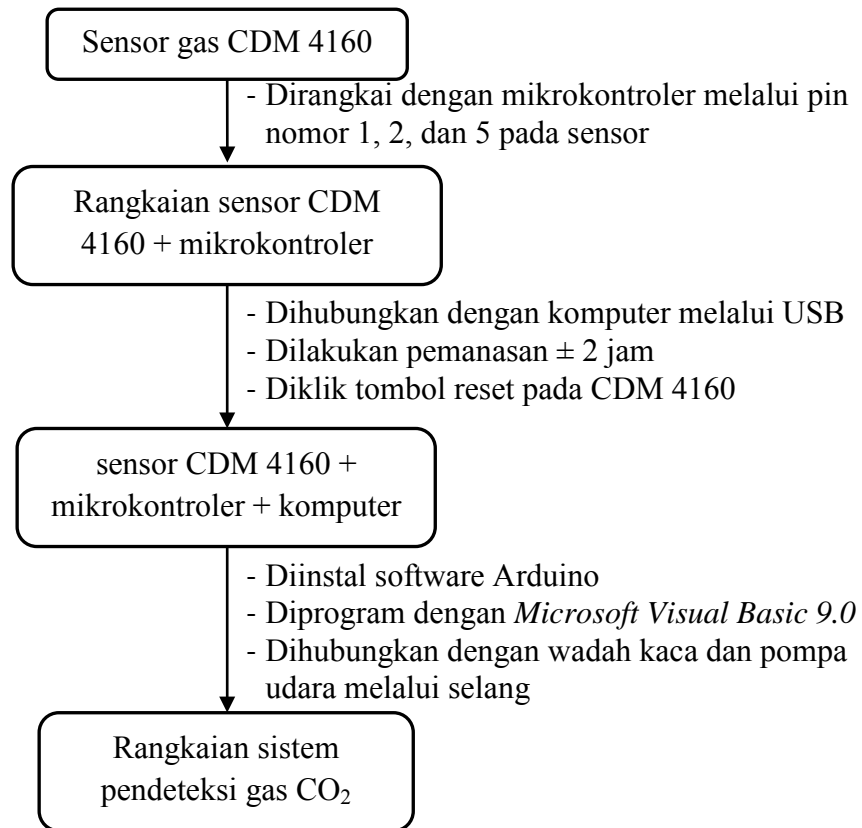 Sensor gas CDM 4160
- Dirangkai dengan mikrokontroler melalui pin
nomor 1, 2, dan 5 pada sensor
Rangkaian sensor CDM
4160 + mikrokontroler
- Dihubungkan dengan komputer melalui USB
- Dilakukan pemanasan ± 2 jam
- Diklik tombol reset pada CDM 4160
sensor CDM 4160 +
mikrokontroler + komputer
- Diinstal software Arduino
- Diprogram dengan Microsoft Visual Basic 9.0
- Dihubungkan dengan wadah kaca dan pompa
udara melalui selang
Rangkaian sistem
pendeteksi gas CO₂